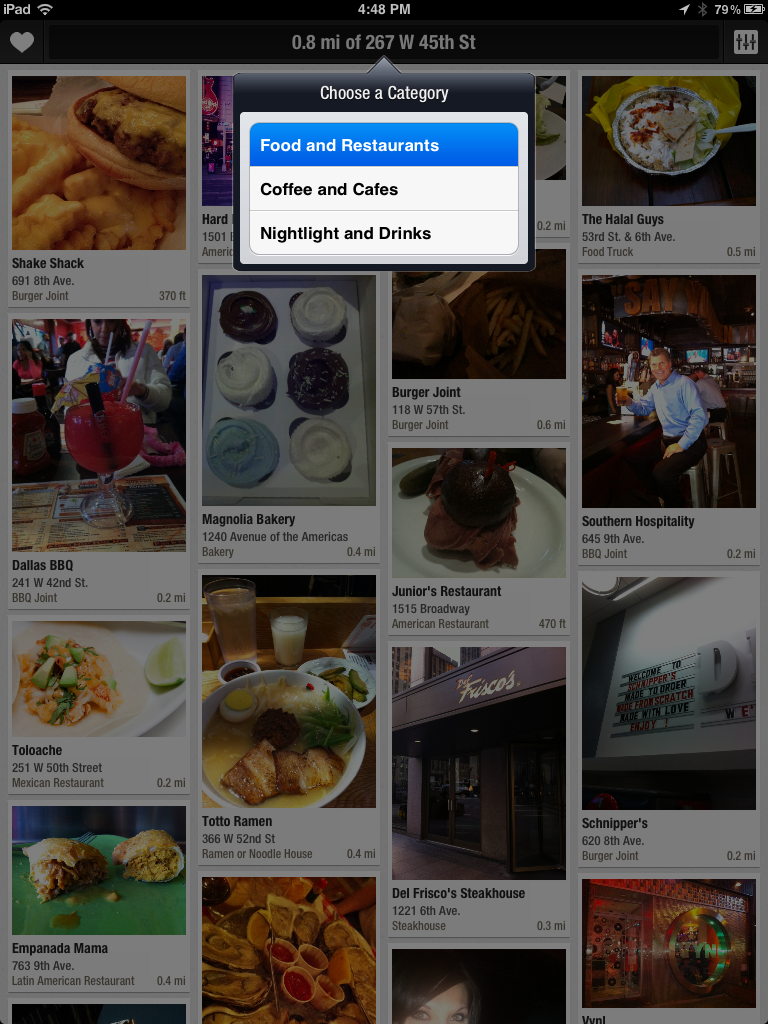 iPad
4:48 PM
79%
0.8 mi of 267 W 45th St
Choose a Category
Food and Restaurants
Coffee and Cafes
Nightlight and Drinks
Shake Shack
691 8th Ave.
Burger Joint
370 ft
Dallas BBQ
241 W 42nd St.
BBQ Joint
0.2 mi
Toloache
251 W 50th Street
Mexican Restaurant
0.2 mi
Empanada Mama
763 9th Ave.
Latin American Restaurant
0.4 mi
Hard
1501
Magnolia Bakery
1240 Avenue of the Americas
Bakery
0.4 mi
Totto Ramen
366 W 52nd St
Ramen or Noodle House
0.4 mi
0.2 mi
Burger Joint
118 W 57th St.
Burger Joint
0.6 mi
Junior's Restaurant
1515 Broadway
American Restaurant
470 ft
Del Frisco's
Del Frisco's Steakhouse
1221 6th Ave.
Steakhouse
0.3 mi
The Halal Guys
53rd St. & 6th Ave.
Food Truck
0.5 mi
Southern Hospitality
645 9th Ave.
BBQ Joint
0.2 mi
WELCOME TO
SCHNIPPER'S
MADE TO ORDER
MADE FROM SCRATCH
MADE WITH LOVE
ENJOY !
Schnipper's
620 8th Ave.
Burger Joint
0.2 mi
Vynl